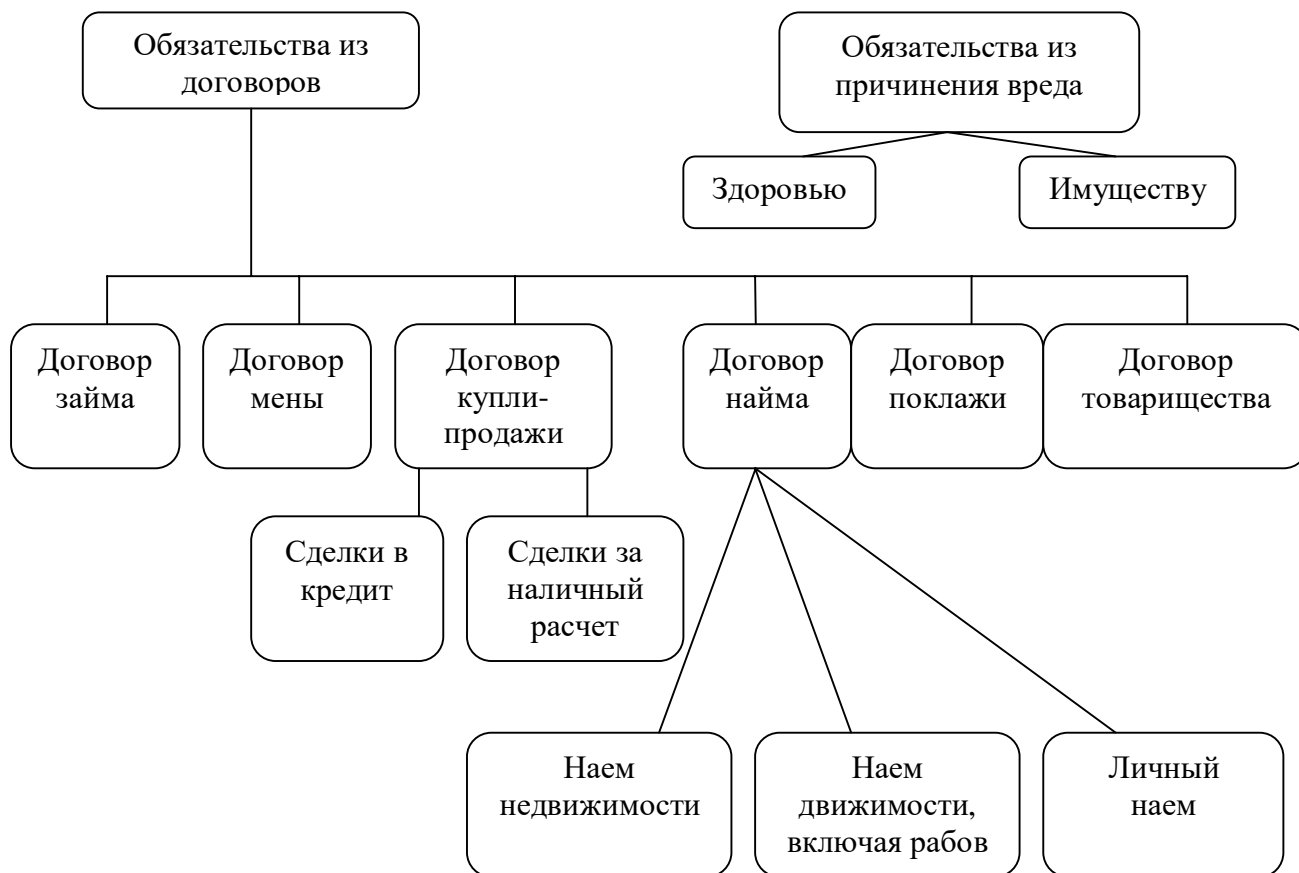 Обязательства из
договоров
Обязательства из
причинения вреда
Здоровью
Имуществу
Договор
займа
Договор
мены
Договор
купли-
продажи
Договор
найма
Договор
поклажи
Договор
товарищества
Сделки в
кредит
Сделки за
наличный
расчет
Наем
недвижимости
Наем
движимости,
включая рабов
Личный
наем